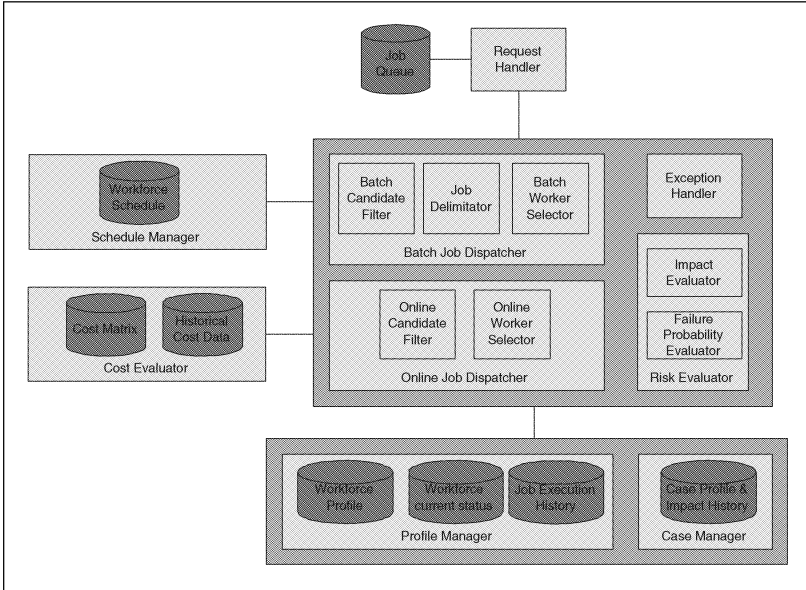 Job
Queue
Request
Handler
Workforce
Schedule
Schedule Manager
Batch
Candidate
Filter
Job
Delimitator
Batch
Worker
Selector
Batch Job Dispatcher
Exception
Handler
Cost Matrix
Historical
Cost Data
Cost Evaluator
Online
Candidate
Filter
Online
Worker
Selector
Online Job Dispatcher
Impact
Evaluator
Failure
Probability
Evaluator
Risk Evaluator
Workforce
Profile
Workforce
current status
Job Execution
History
Profile Manager
Case Profile &
Impact History
Case Manager